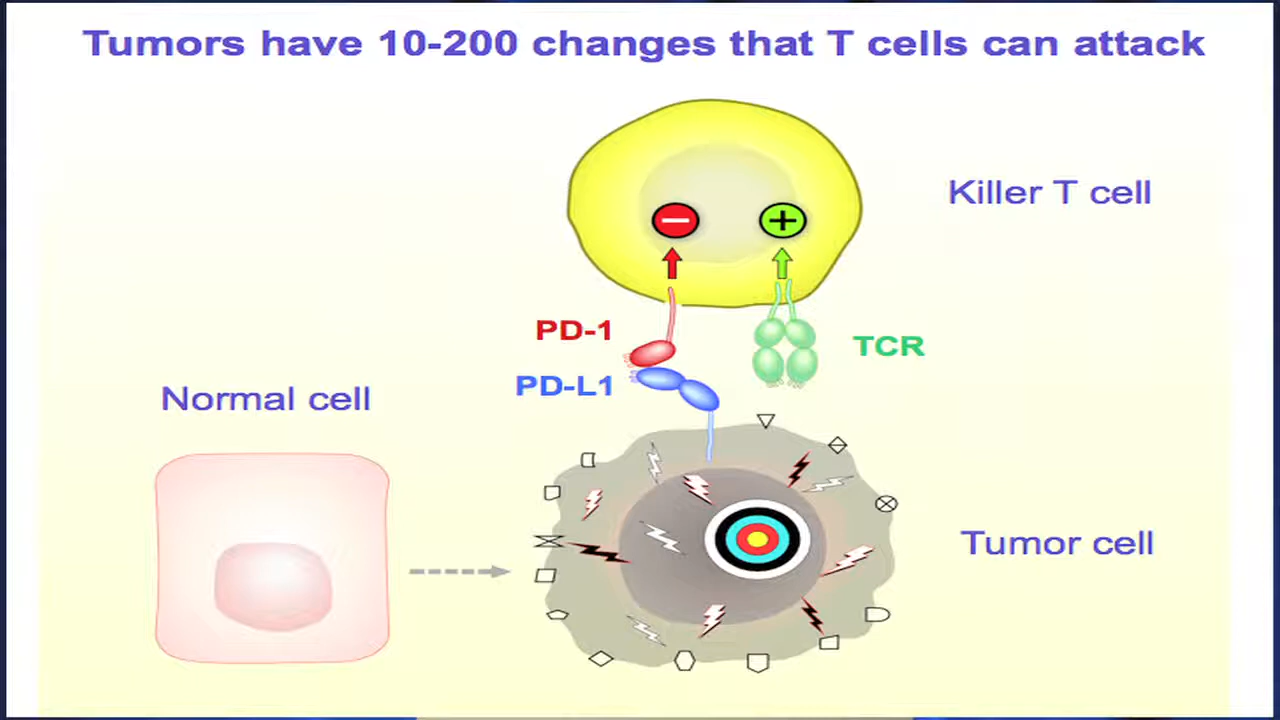 Tumors have 10-200 changes that T cells can attack
Killer T cell
PD-1
TCR
PD-L1
Normal cell
Tumor cell